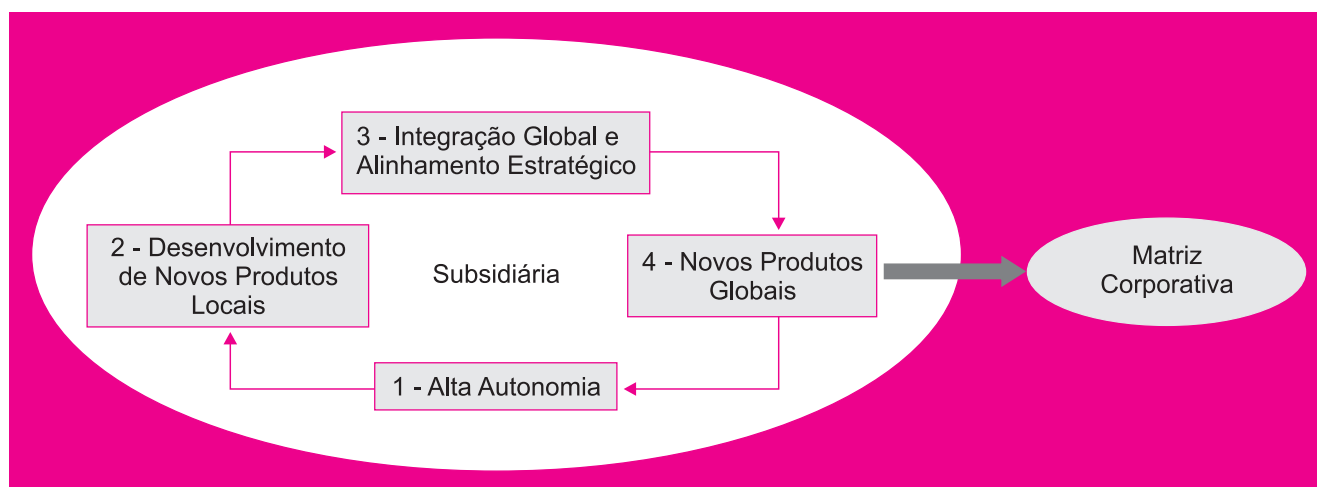 3 - Integração Global e
Alinhamento Estratégico
2 - Desenvolvimento
de Novos Produtos
Locais
Subsidiária
4 - Novos Produtos
Globais
Matriz
Corporativa
1 - Alta Autonomia